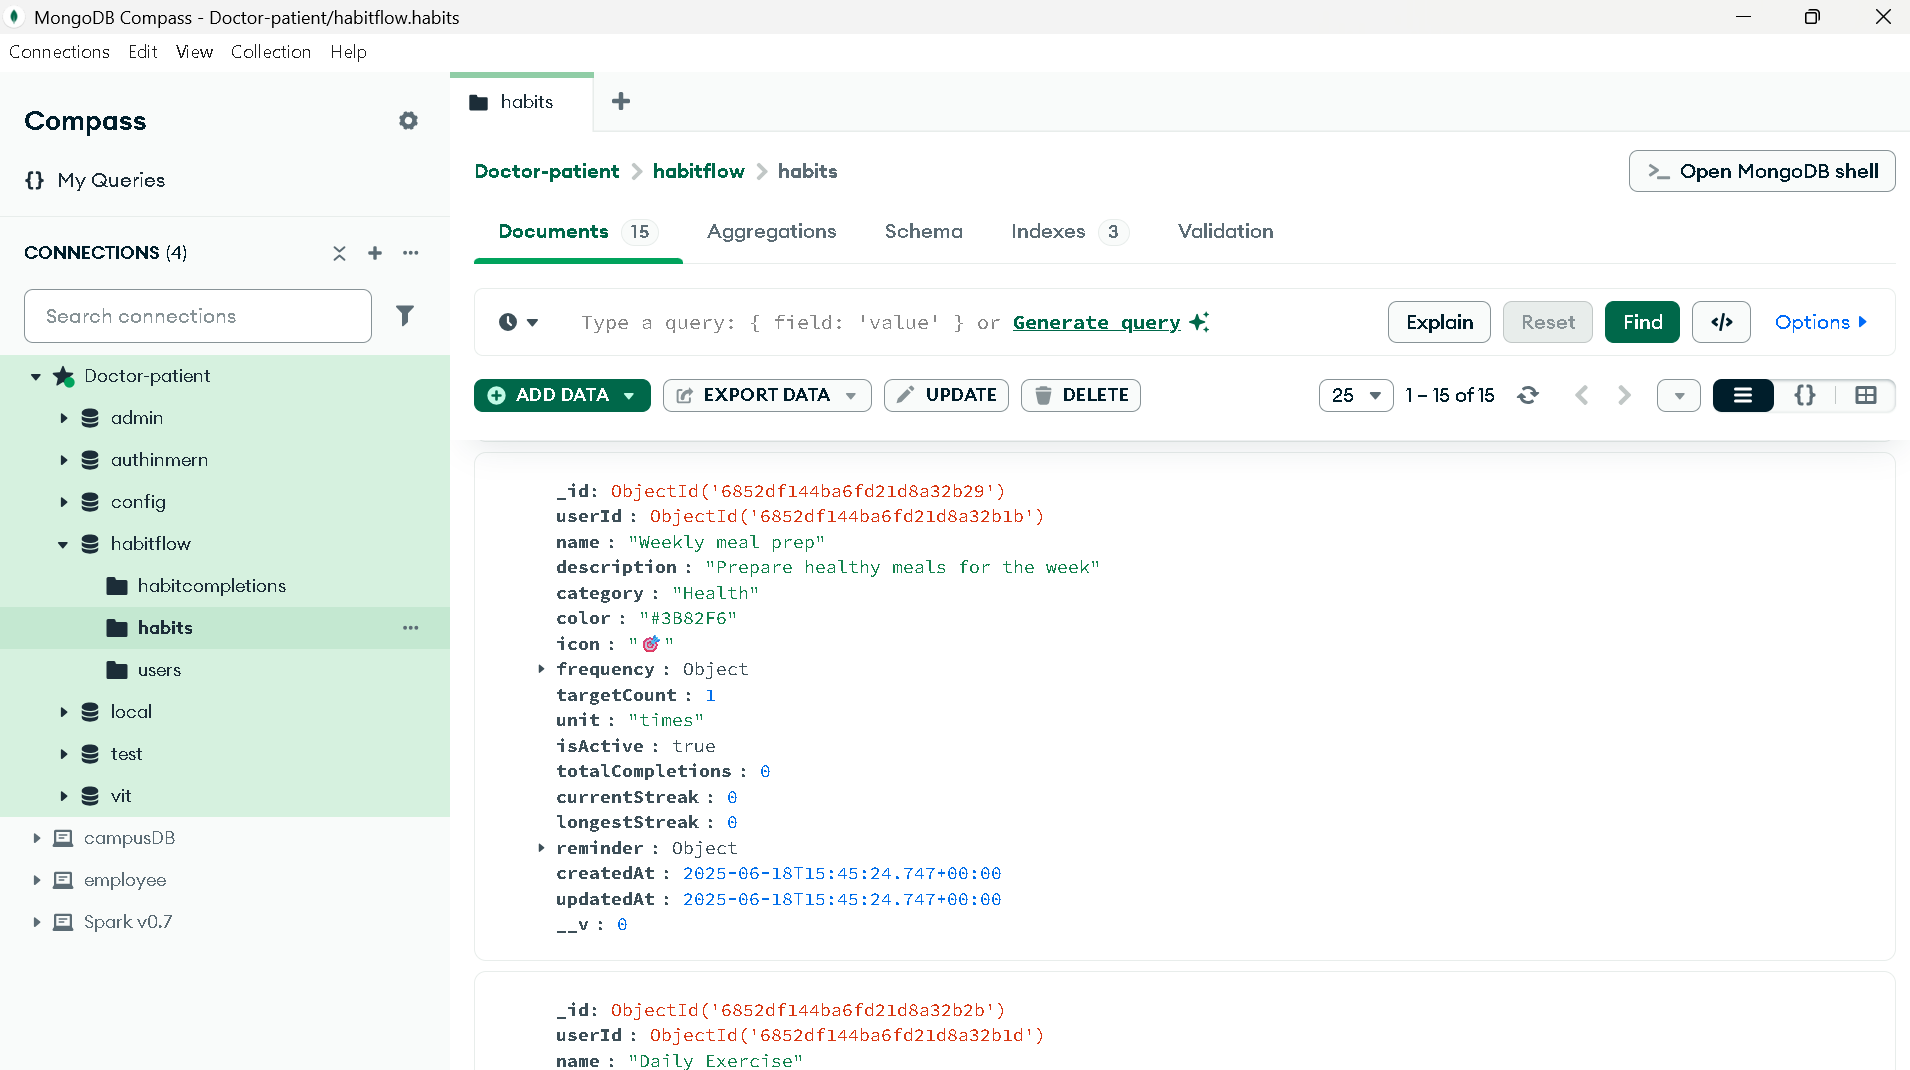 MongoDB Compass - Doctor-patient/habitflow.habits
Connections Edit View Collection Help
Compass
{} My Queries
CONNECTIONS (4)
Search connections
Doctor-patient
admin
authinmern
config
habitflow
habitcompletions
habits
users
local
test
vit
campusDB
employee
Spark v0.7
habits
Doctor-patient > habitflow > habits
>_ Open MongoDB shell
Documents 15 Aggregations Schema Indexes 3 Validation
Type a query: { field: 'value' } or Generate query
Explain Reset Find </> Options
ADD DATA EXPORT DATA UPDATE DELETE
25 1 – 15 of 15 {}
_id: ObjectId('6852df144ba6fd21d8a32b29')
userId : ObjectId('6852df144ba6fd21d8a32b1b')
name : "Weekly meal prep"
description : "Prepare healthy meals for the week"
category : "Health"
color : "#3B82F6"
icon : "🎯"
frequency : Object
targetCount : 1
unit : "times"
isActive : true
totalCompletions : 0
currentStreak : 0
longestStreak : 0
reminder : Object
createdAt : 2025-06-18T15:45:24.747+00:00
updatedAt : 2025-06-18T15:45:24.747+00:00
__v : 0
_id: ObjectId('6852df144ba6fd21d8a32b2b')
userId : ObjectId('6852df144ba6fd21d8a32b1d')
name : "Daily Exercise"